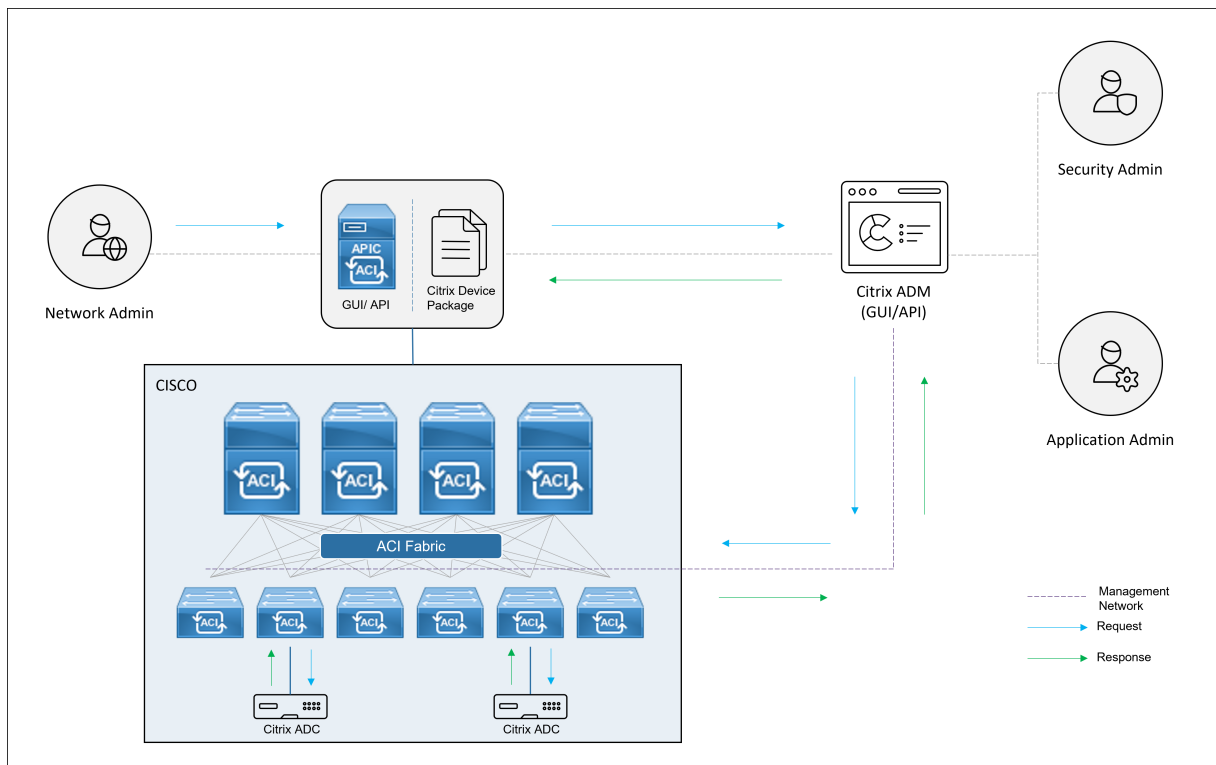 Security Admin
APIC
ACI
GUI/ API
Citrix Device
Package
Network Admin
Citrix ADM
(GUI/API)
CISCO
ACI
ACI
ACI
ACI
Application Admin
ACI Fabric
ACI
ACI
ACI
ACI
ACI
ACI
Management
Network
Request
Response
Citrix ADC
Citrix ADC